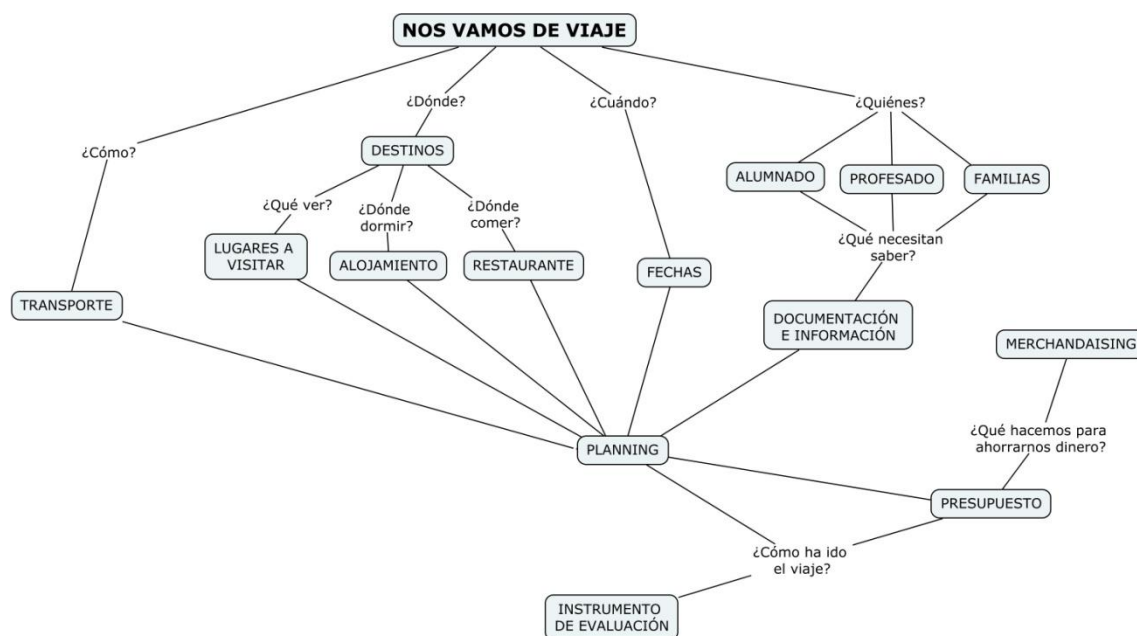 NOS VAMOS DE VIAJE
¿Dónde?
¿Cuándo?
¿Quiénes?
¿Cómo?
DESTINOS
ALUMNADO
PROFESADO
FAMILIAS
¿Qué ver?
¿Dónde
dormir?
¿Dónde
comer?
¿Qué necesitan
saber?
LUGARES A
VISITAR
ALOJAMIENTO
RESTAURANTE
FECHAS
TRANSPORTE
DOCUMENTACIÓN
E INFORMACIÓN
MERCHANDAISING
¿Qué hacemos para
ahorrarnos dinero?
PLANNING
PRESUPUESTO
¿Cómo ha ido
el viaje?
INSTRUMENTO
DE EVALUACIÓN